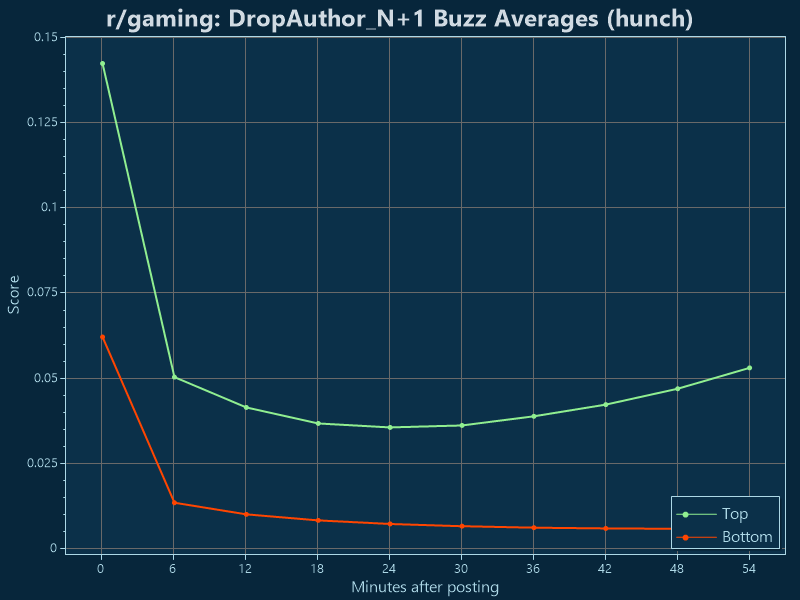 r/gaming: DropAuthor_N+1 Buzz Averages (hunch)
0.15
0.125
0.1
0.075
0.05
0.025
0
Score
0 6 12 18 24 30 36 42 48 54
Minutes after posting
Top
Bottom